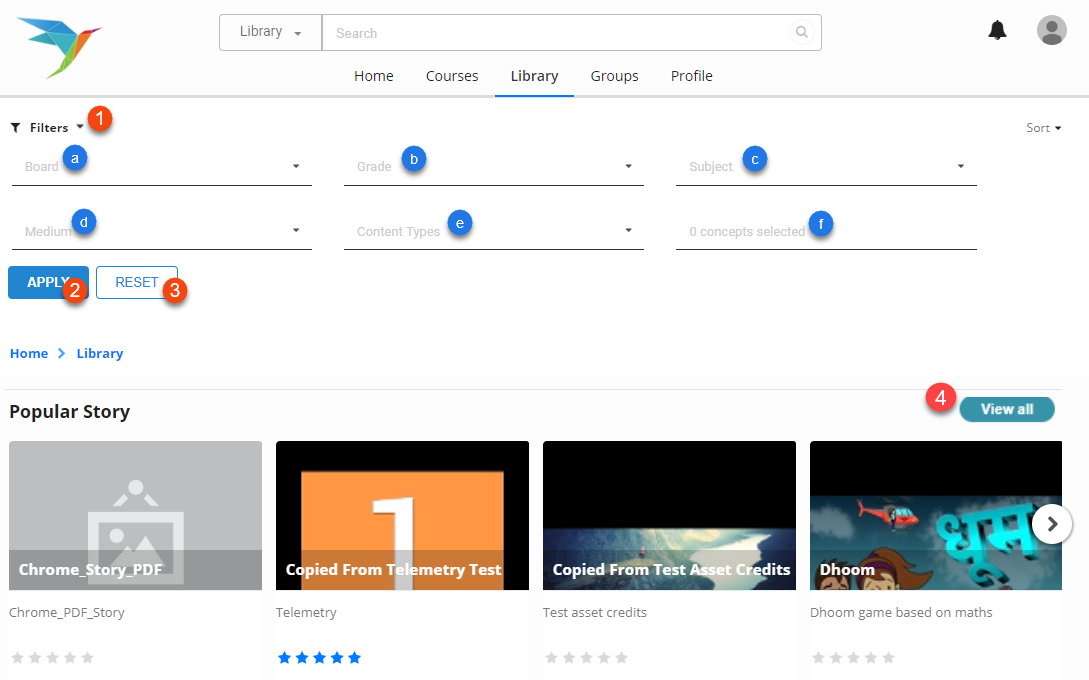 Library
Search
Home Courses Library Groups Profile
Filters 1 Sort
Board a Grade b Subject c
Medium d Content Types e 0 concepts selected f
APPLY 2 RESET 3
Home Library
Popular Story 4 View all
1
धूम
Chrome_Story_PDF Copied From Telemetry Test Copied From Test Asset Credits Dhoom
Chrome_PDF_Story Telemetry Test asset credits Dhoom game based on maths